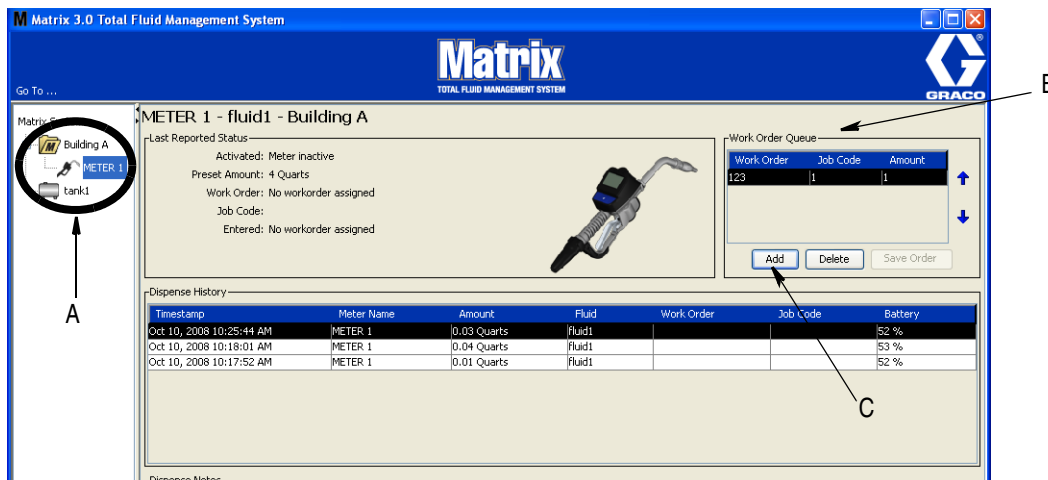 Matrix 3.0 Total Fluid Management System
Matrix
TOTAL FLUID MANAGEMENT SYSTEM
Go To ...
GRACO
B
METER 1 - fluid1 - Building A
Building A
METER 1
tank1
A
Last Reported Status
Activated: Meter inactive
Preset Amount: 4 Quarts
Work Order: No workorder assigned
Job Code:
Entered: No workorder assigned
Work Order Queue
Work Order Job Code Amount
123 1 1
Add Delete Save Order
Dispense History
Timestamp Meter Name Amount Fluid Work Order Job Code Battery
Oct 10, 2008 10:25:44 AM METER 1 0.03 Quarts fluid1 52 %
Oct 10, 2008 10:18:01 AM METER 1 0.04 Quarts fluid1 53 %
Oct 10, 2008 10:17:52 AM METER 1 0.01 Quarts fluid1 52 %
C
Dispense Notes